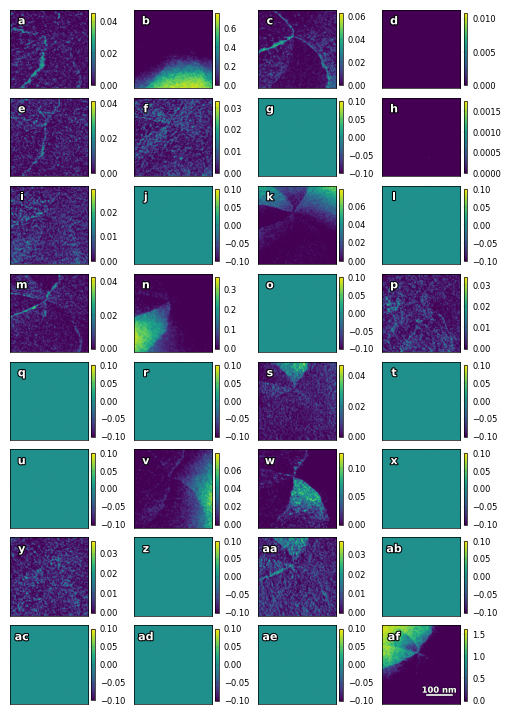 a 0.04 0.02 0.00 b 0.6 0.4 0.2 0.0 c 0.06 0.04 0.02 0.00 d 0.010 0.005 0.000
e 0.04 0.02 0.00 f 0.03 0.02 0.01 0.00 g 0.10 0.05 0.00 −0.05 −0.10 h 0.0015 0.0010 0.0005 0.0000
i 0.02 0.01 0.00 j 0.10 0.05 0.00 −0.05 −0.10 k 0.06 0.04 0.02 0.00 l 0.10 0.05 0.00 −0.05 −0.10
m 0.04 0.02 0.00 n 0.3 0.2 0.1 0.0 o 0.10 0.05 0.00 −0.05 −0.10 p 0.03 0.02 0.01 0.00
q 0.10 0.05 0.00 −0.05 −0.10 r 0.10 0.05 0.00 −0.05 −0.10 s 0.04 0.02 0.00 t 0.10 0.05 0.00 −0.05 −0.10
u 0.10 0.05 0.00 −0.05 −0.10 v 0.06 0.04 0.02 0.00 w 0.10 0.05 0.00 x 0.10 0.05 0.00 −0.05 −0.10
y 0.03 0.02 0.01 0.00 z 0.10 0.05 0.00 −0.05 −0.10 aa 0.03 0.02 0.01 0.00 ab 0.10 0.05 0.00 −0.05 −0.10
ac 0.10 0.05 0.00 −0.05 −0.10 ad 0.10 0.05 0.00 −0.05 −0.10 ae 0.10 0.05 0.00 −0.05 −0.10 af 100 nm 1.5 1.0 0.5 0.0